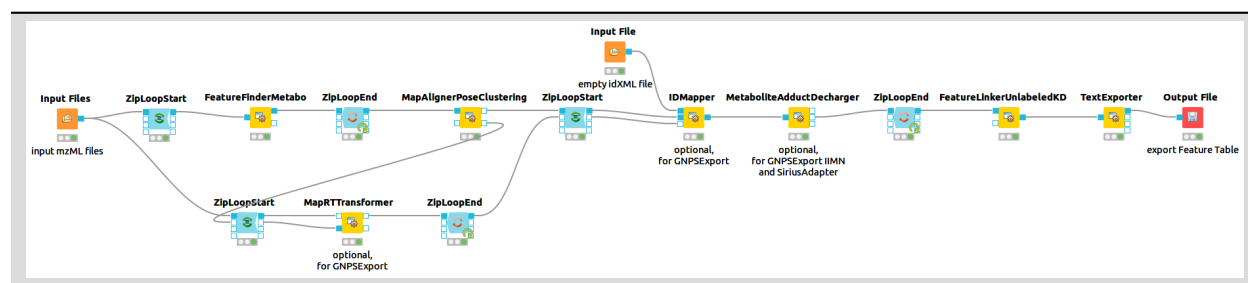 Input File
empty idXML file
Input Files
ZipLoopStart
FeatureFinderMetabo
ZipLoopEnd
MapAlignerPoseClustering
ZipLoopStart
IDMapper
MetaboliteAdductDecharger
ZipLoopEnd
FeatureLinkerUnlabeledKD
TextExporter
Output File
input mzML files
optional,
for GNPSExport
optional,
for GNPSExport IIMN
and SiriusAdapter
export Feature Table
ZipLoopStart
MapRTTransformer
ZipLoopEnd
optional,
for GNPSExport